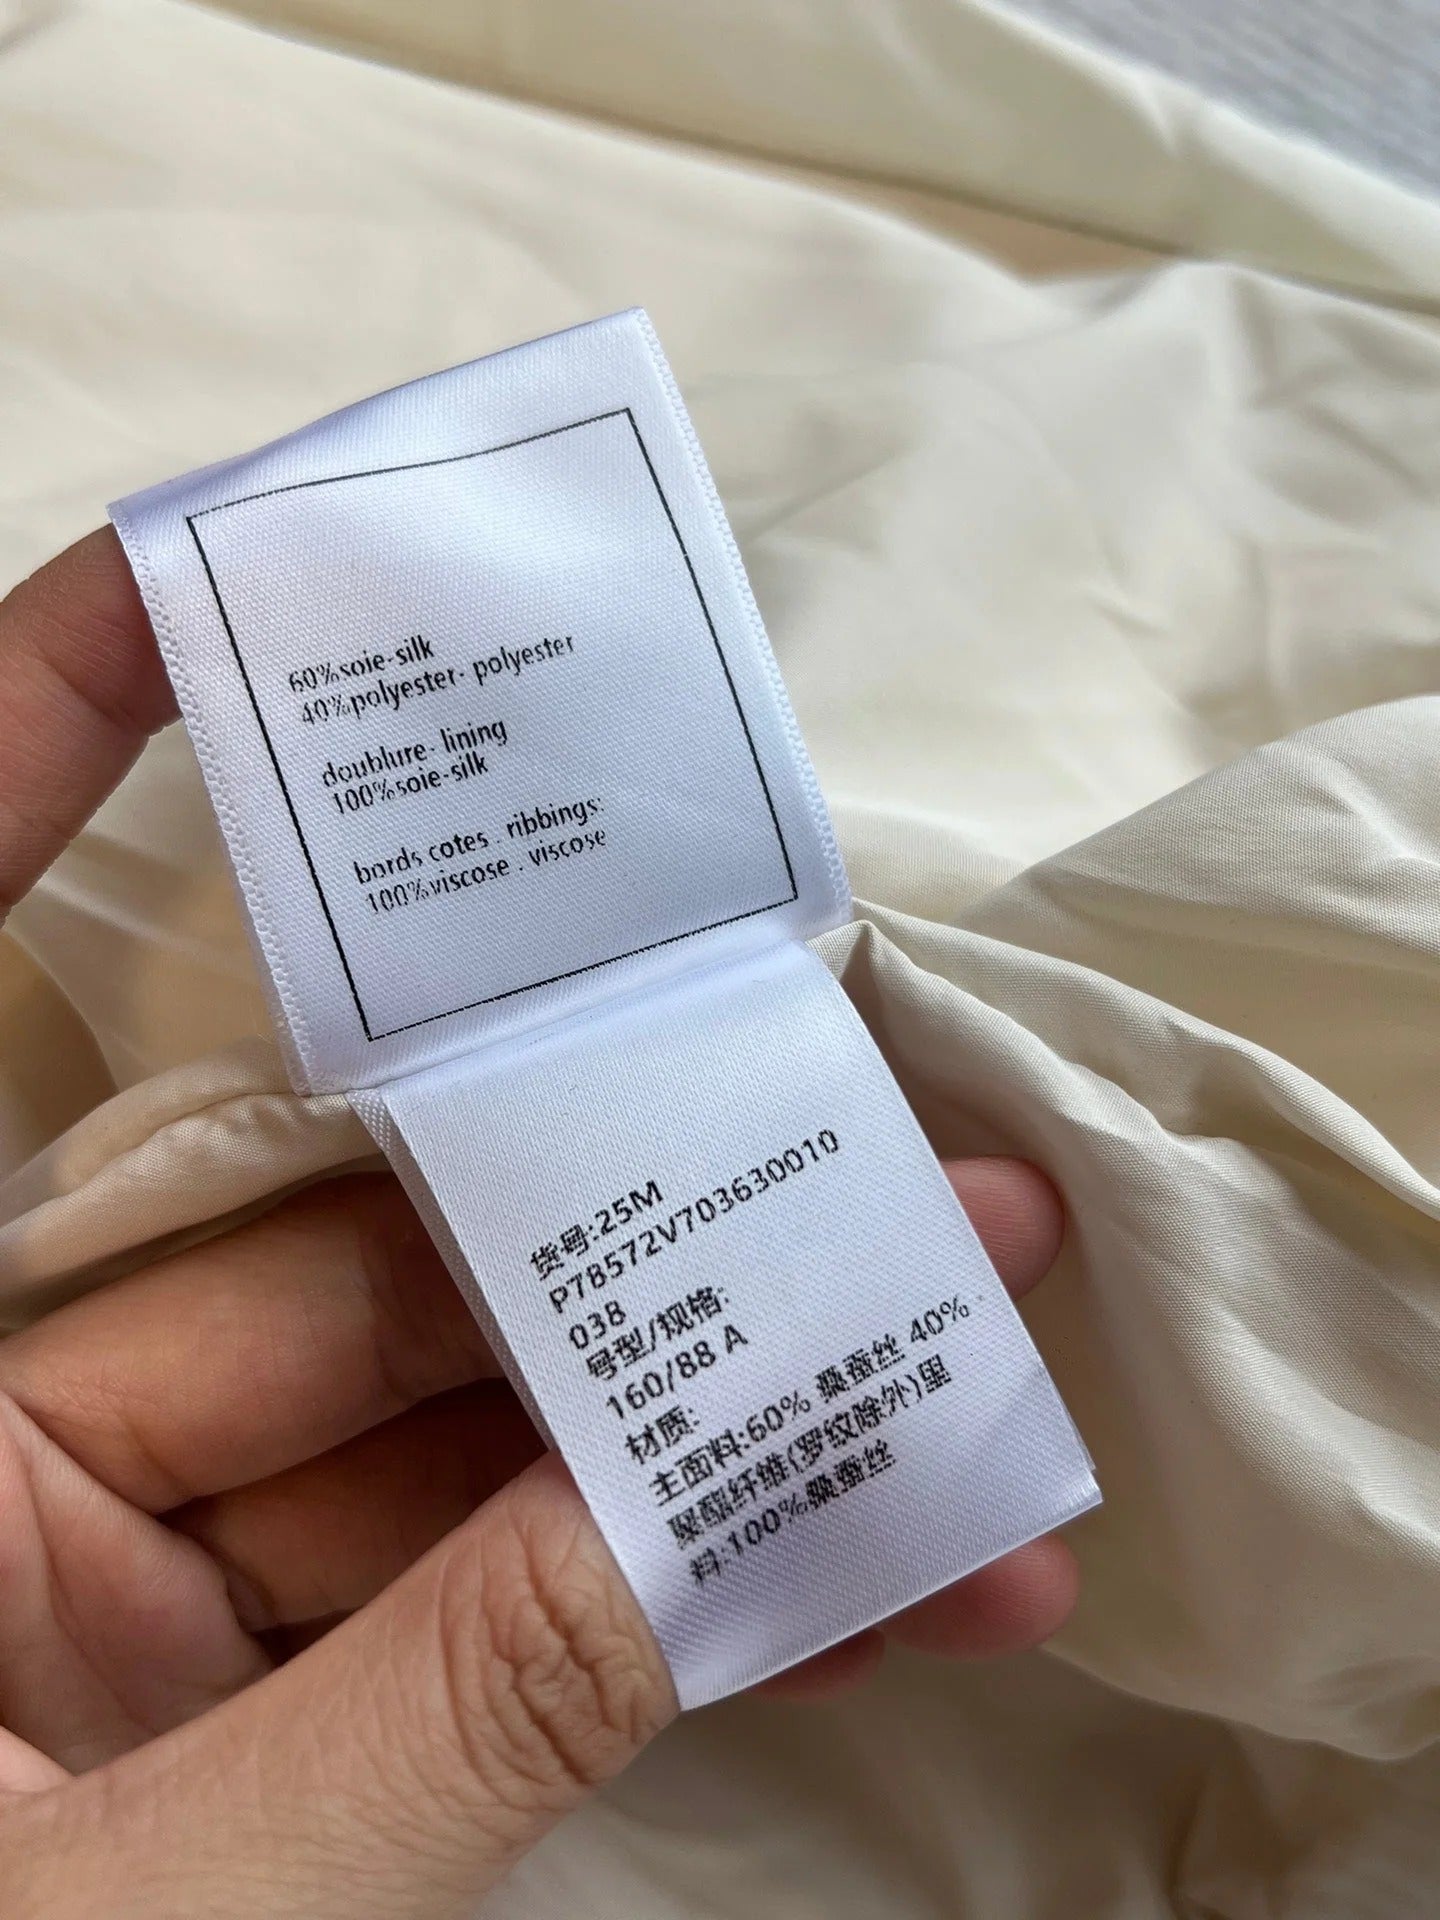 60%soie-silk
40%polyester- polyester
doublure- lining
100%soie-silk
bords cotes . ribbings:
100%viscose . viscose
货号:25M
P78572V703630010
038
号型/规格:
160/88 A
材质:
主面料:60% 桑蚕丝 40%
聚酯纤维(罗纹除外)里
料:100%桑蚕丝